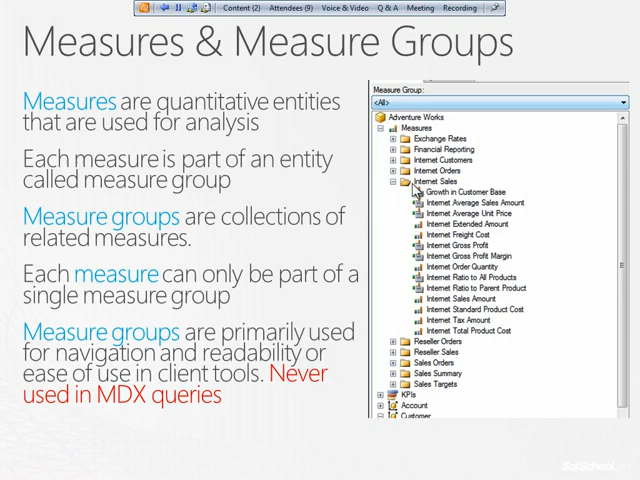 Content (2) Attendees (9) Voice & Video Q & A Meeting Recording
Measures & Measure Groups
Measures are quantitative entities
that are used for analysis
Each measure is part of an entity
called measure group
Measure groups are collections of
related measures.
Each measure can only be part of a
single measure group
Measure groups are primarily used
for navigation and readability or
ease of use in client tools. Never
used in MDX queries
Measure Group:
<All>
Adventure Works
Measures
Exchange Rates
Financial Reporting
Internet Customers
Internet Orders
Internet Sales
Growth in Customer Base
Internet Average Sales Amount
Internet Average Unit Price
Internet Extended Amount
Internet Freight Cost
Internet Gross Profit
Internet Gross Profit Margin
Internet Order Quantity
Internet Ratio to All Products
Internet Ratio to Parent Product
Internet Sales Amount
Internet Standard Product Cost
Internet Tax Amount
Internet Total Product Cost
Reseller Orders
Reseller Sales
Sales Orders
Sales Summary
Sales Targets
KPIs
Account
Customer